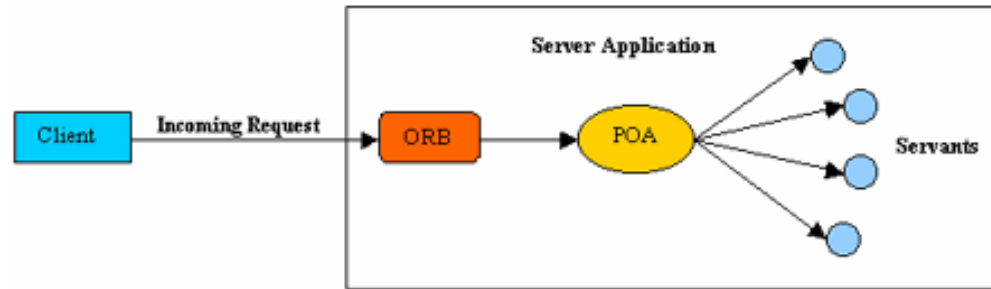 Server Application
Incoming Request
Client
ORB
POA
Servants